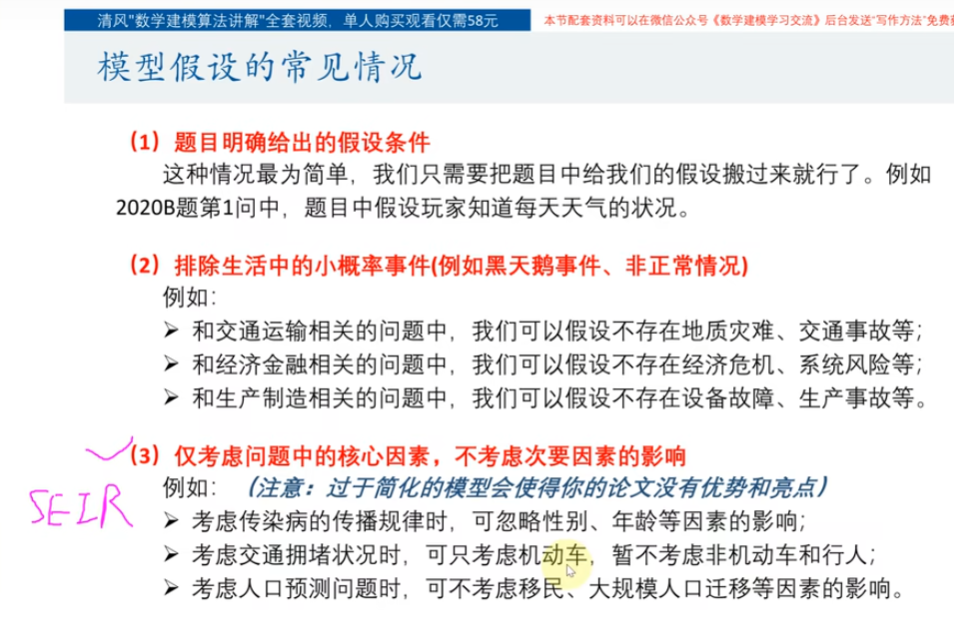 清风"数学建模算法讲解"全套视频，单人购买观看仅需58元
本节配套资料可以在微信公众号《数学建模学习交流》后台发送"写作方法"免费
模型假设的常见情况
（1）题目明确给出的假设条件
这种情况最为简单，我们只需要把题目中给我们的假设搬过来就行了。例如
2020B题第1问中，题目中假设玩家知道每天天气的状况。
（2）排除生活中的小概率事件(例如黑天鹅事件、非正常情况)
例如：
➢ 和交通运输相关的问题中，我们可以假设不存在地质灾难、交通事故等；
➢ 和经济金融相关的问题中，我们可以假设不存在经济危机、系统风险等；
➢ 和生产制造相关的问题中，我们可以假设不存在设备故障、生产事故等。
（3）仅考虑问题中的核心因素，不考虑次要因素的影响
例如：（注意：过于简化的模型会使得你的论文没有优势和亮点）
SEIR
➢ 考虑传染病的传播规律时，可忽略性别、年龄等因素的影响；
➢ 考虑交通拥堵状况时，可只考虑机动车，暂不考虑非机动车和行人；
➢ 考虑人口预测问题时，可不考虑移民、大规模人口迁移等因素的影响。